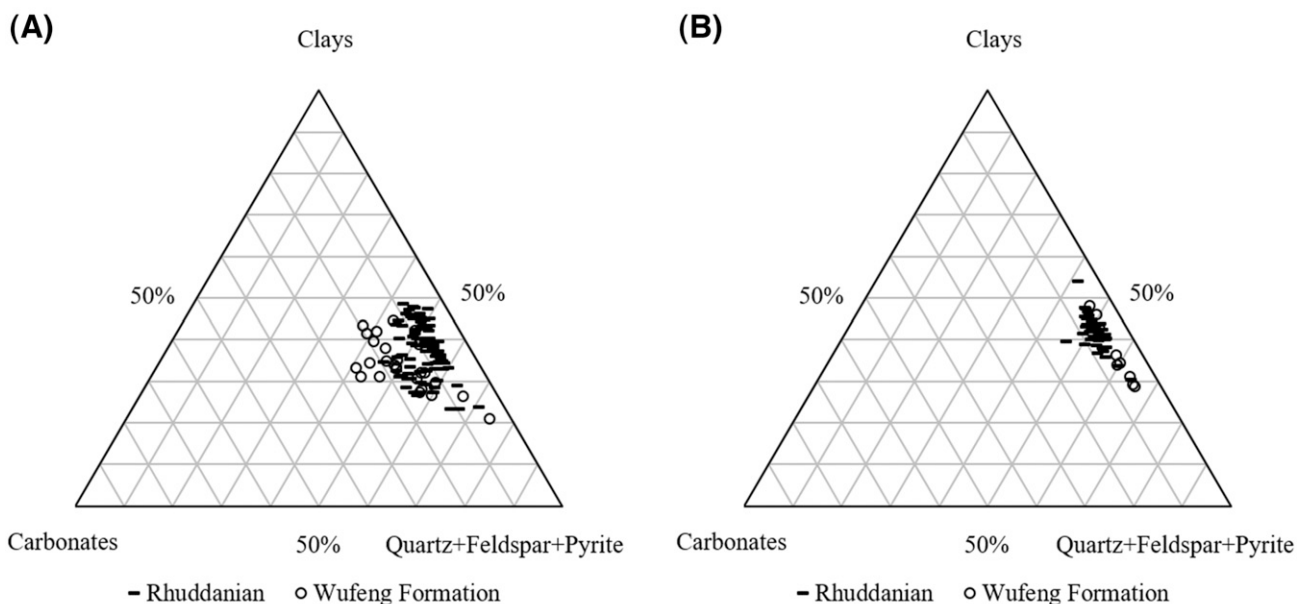 (A)
Clays
50%
50%
Carbonates
50%
Quartz+Feldspar+Pyrite
Rhuddanian
Wufeng Formation
(B)
Clays
50%
50%
Carbonates
50%
Quartz+Feldspar+Pyrite
Rhuddanian
Wufeng Formation